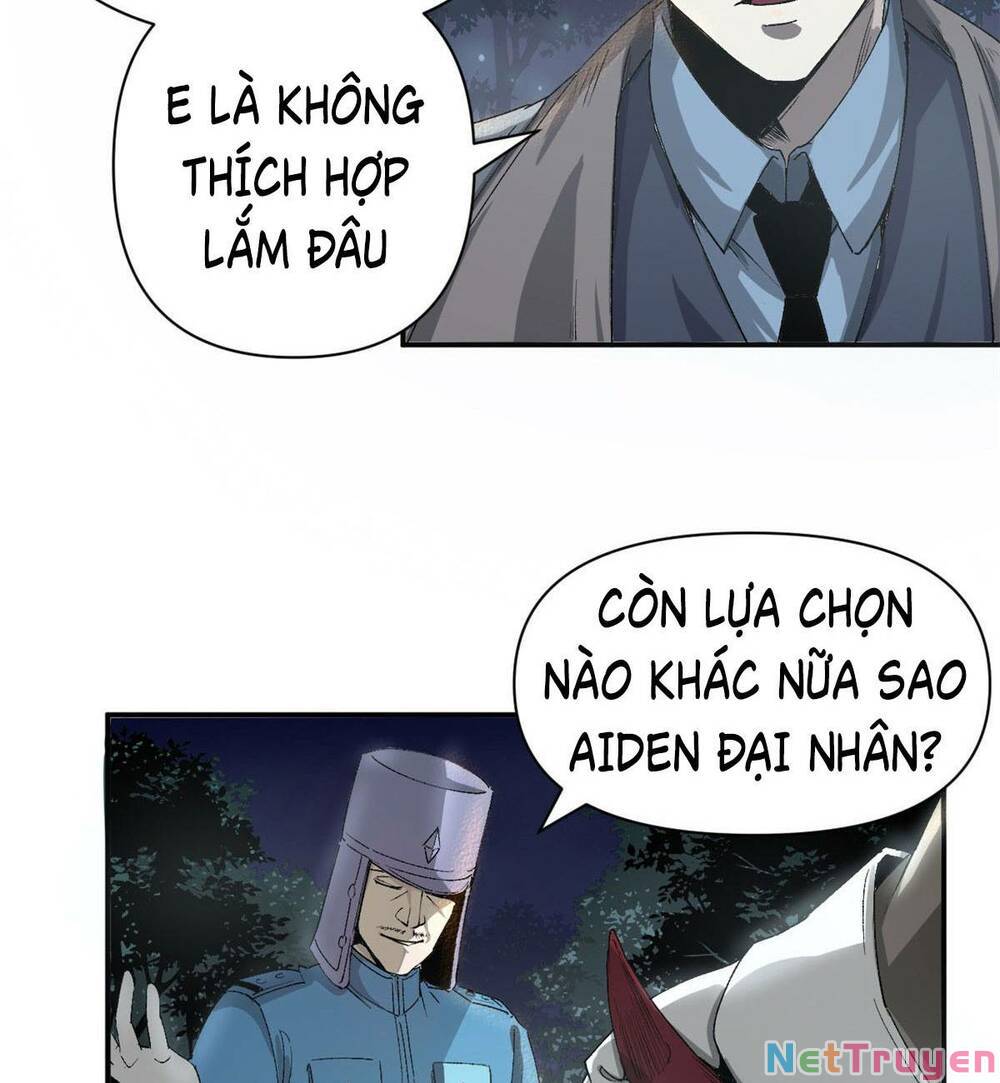 E LÀ KHÔNG
THÍCH HỢP
LẮM ĐÂU
CÒN LỰA CHỌN
NÀO KHÁC NỮA SAO
AIDEN ĐẠI NHÂN?
NetTruyen